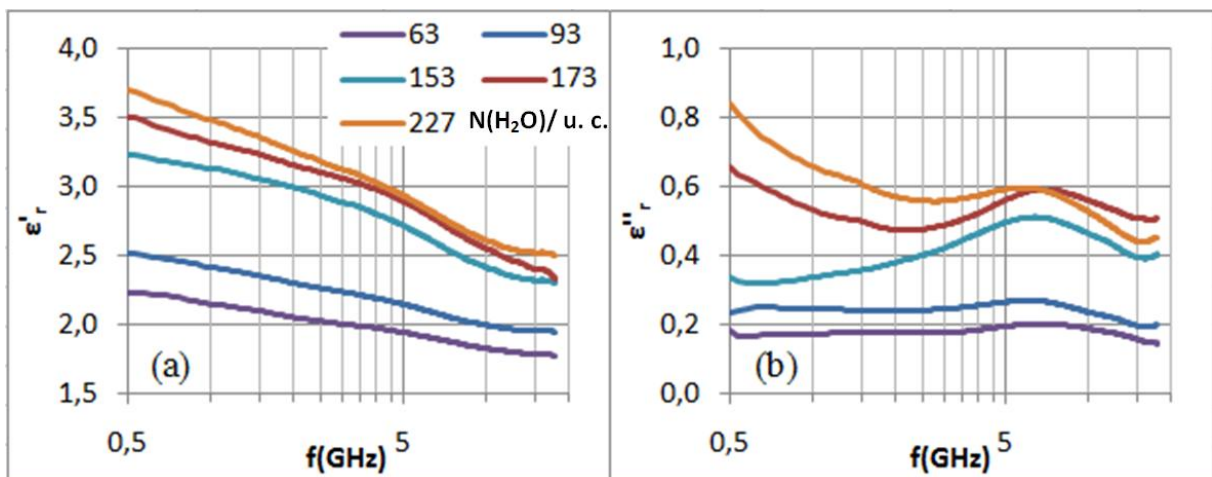 63 93
153 173
227 N(H₂O)/ u. c.
4,0
3,5
3,0
2,5
2,0
1,5
ε'r
(a)
0,5 5
f(GHz)
1,0
0,8
0,6
0,4
0,2
0,0
ε''r
(b)
0,5 5
f(GHz)